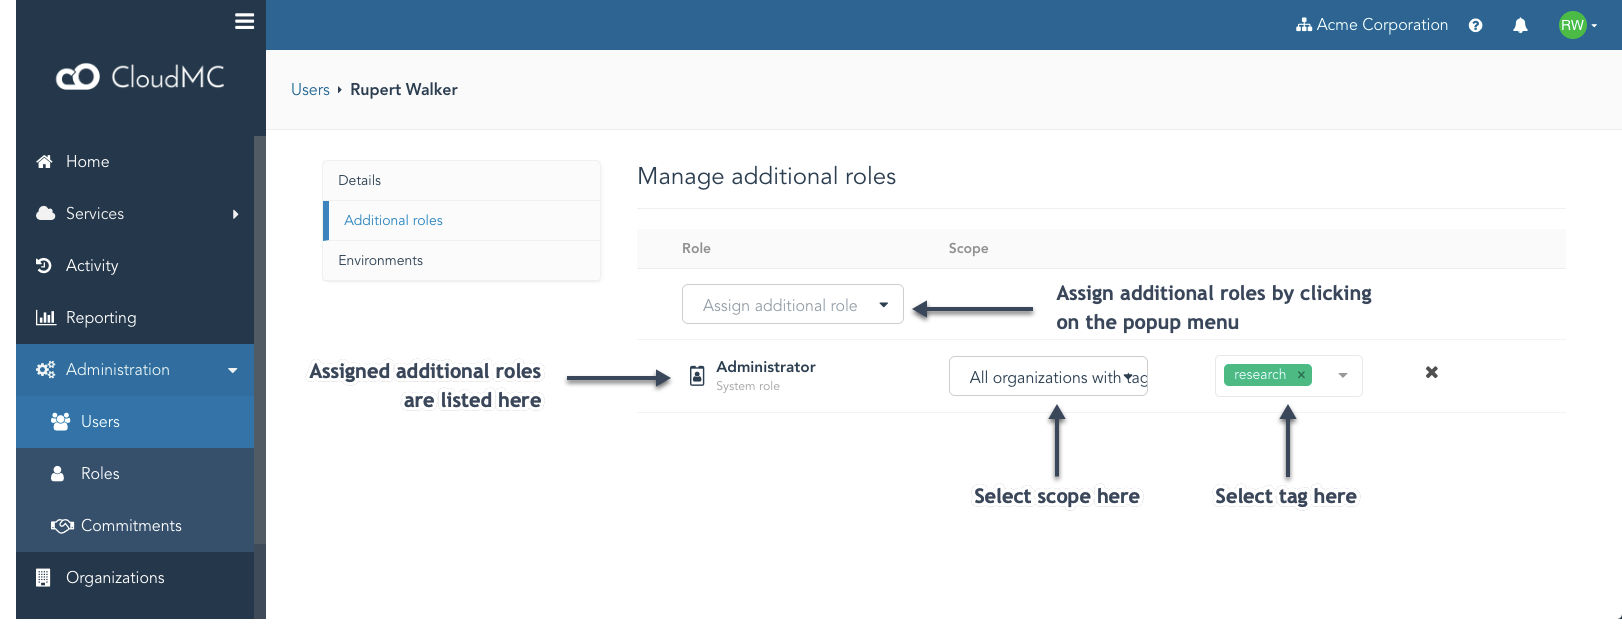 Acme Corporation
RW
CloudMC
Users
Rupert Walker
Home
Services
Activity
Reporting
Administration
Users
Roles
Commitments
Organizations
Details
Additional roles
Environments
Manage additional roles
Role Scope
Assign additional role
Assign additional roles by clicking
on the popup menu
Assigned additional roles
are listed here
Administrator
System role
All organizations with tag
research ×
Select scope here
Select tag here